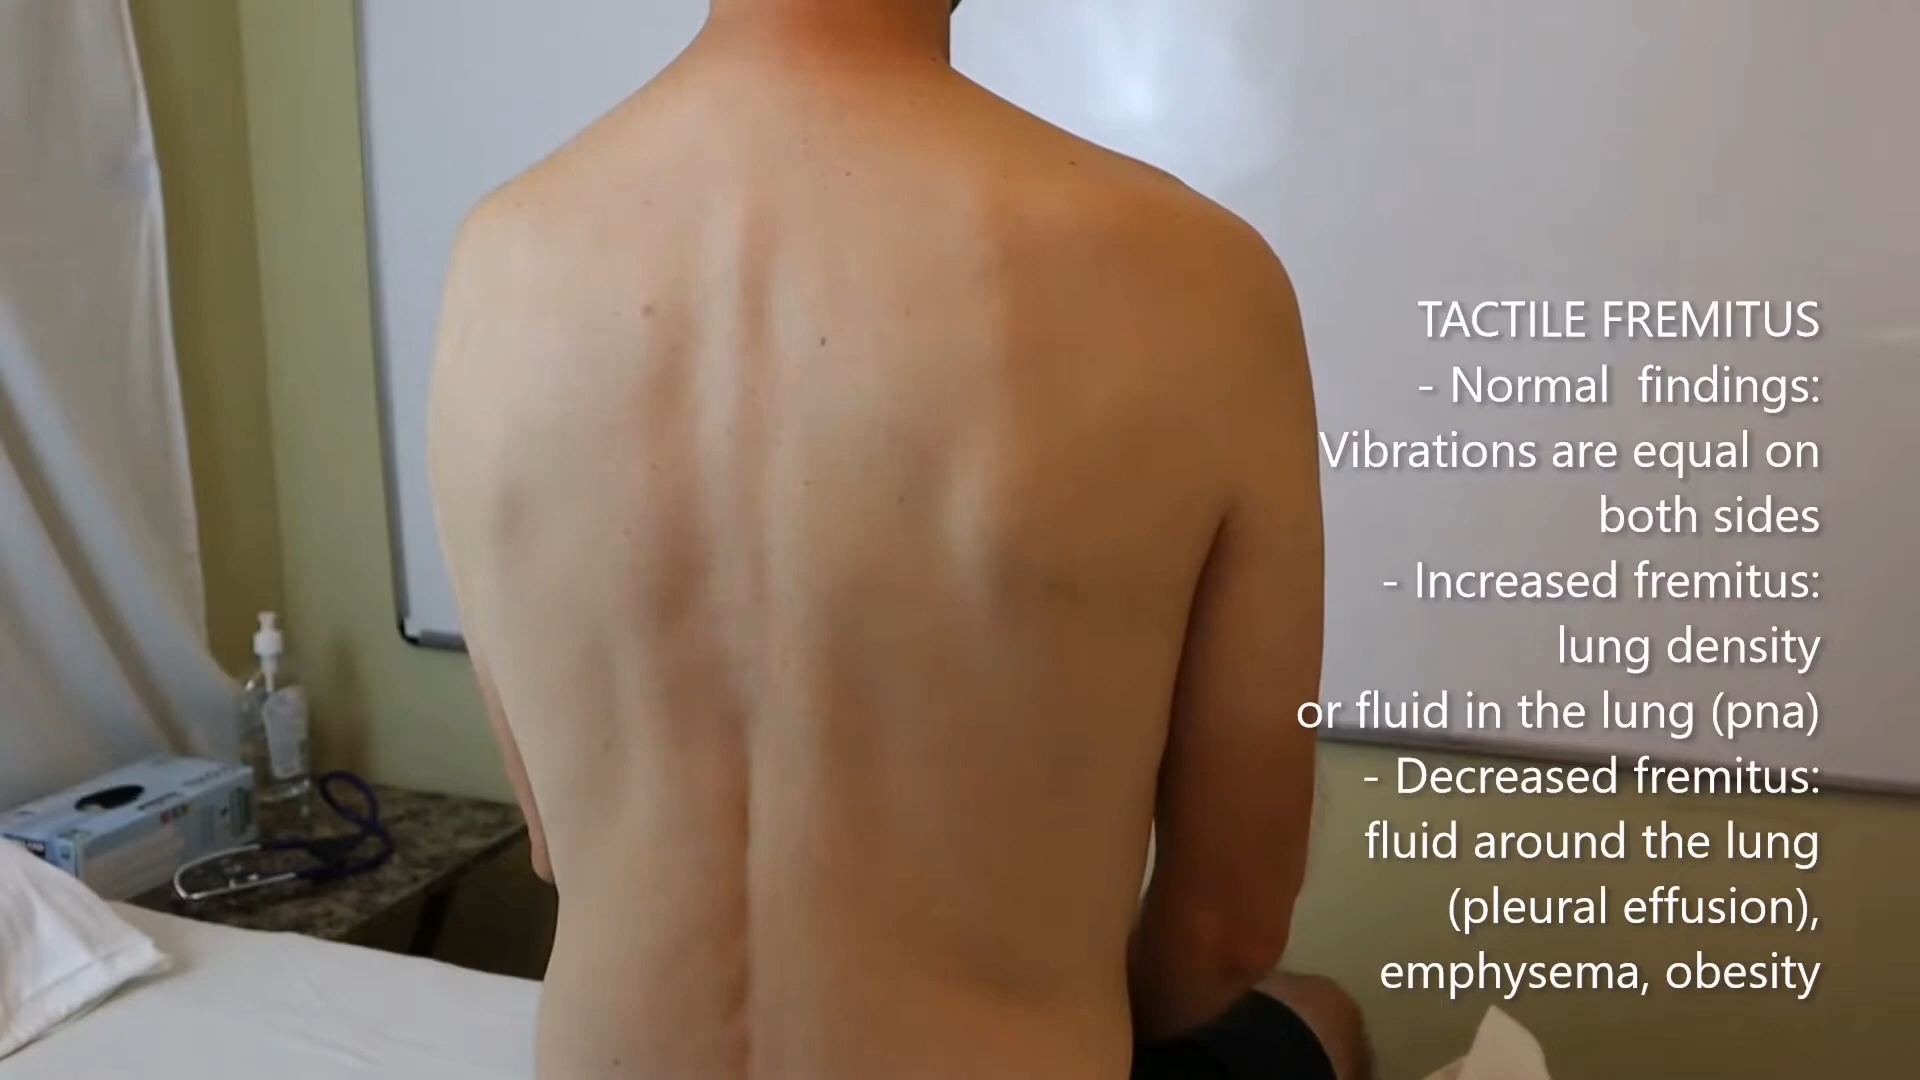 TACTILE FREMITUS
- Normal  findings:
Vibrations are equal on
both sides
- Increased fremitus:
lung density
or fluid in the lung (pna)
- Decreased fremitus:
fluid around the lung
(pleural effusion),
emphysema, obesity